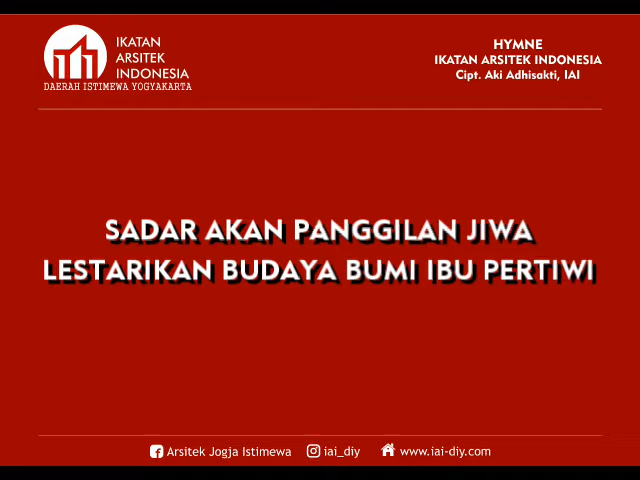 IKATAN
ARSITEK
INDONESIA
DAERAH ISTIMEWA YOGYAKARTA
HYMNE
IKATAN ARSITEK INDONESIA
Cipt. Aki Adhisakti, IAI
SADAR AKAN PANGGILAN JIWA
LESTARIKAN BUDAYA BUMI IBU PERTIWI
Arsitek Jogja Istimewa iai_diy www.iai-diy.com